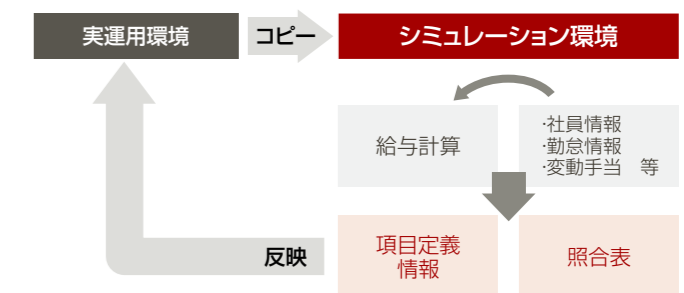 実運用環境
コピー
シミュレーション環境
給与計算
·社員情報
·勤怠情報
·変動手当　等
反映
項目定義
情報
照合表